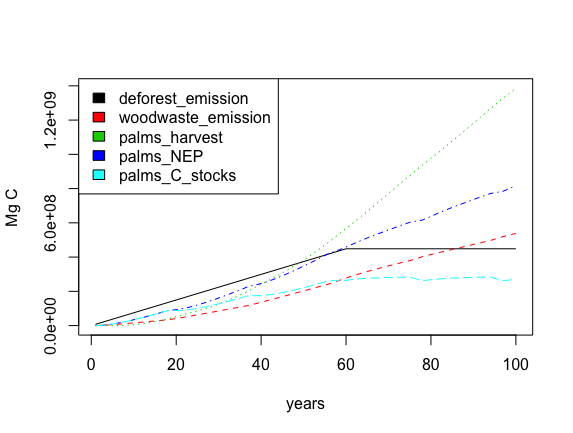 deforest_emission
woodwaste_emission
palms_harvest
palms_NEP
palms_C_stocks
Mg C
0.0e+00
6.0e+08
1.2e+09
0
20
40
60
80
100
years